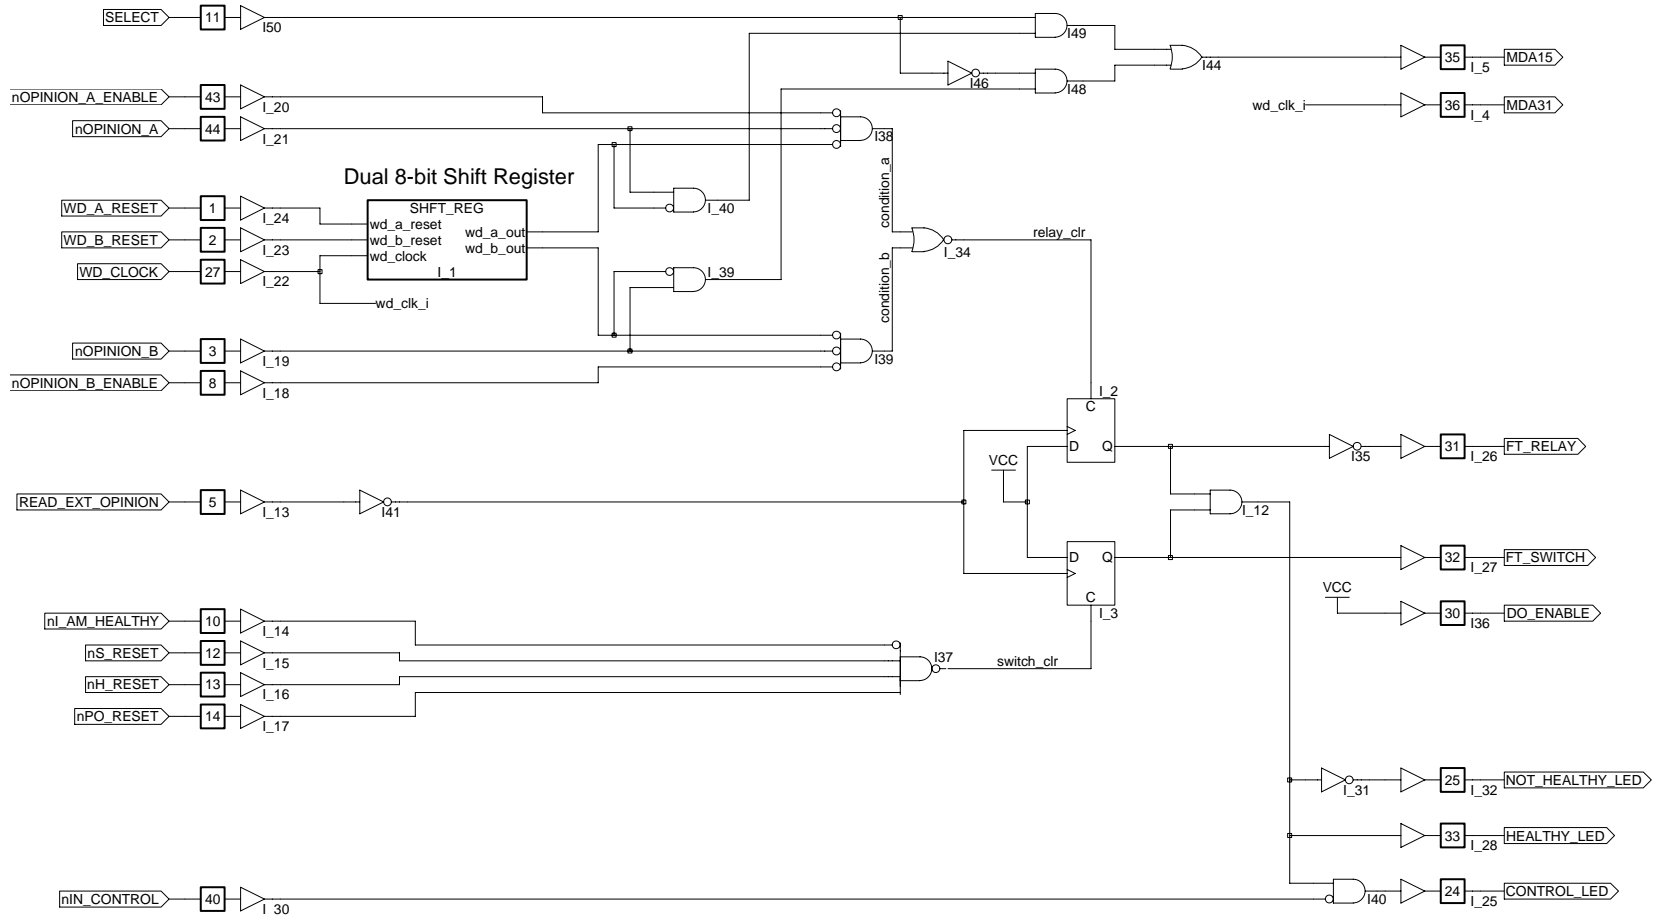 SELECT 11 I50
I49
I44
35 I_5 MDA15
I46 I48
wd_clk_i 36 I_4 MDA31
nOPINION_A_ENABLE 43 I_20
nOPINION_A 44 I_21
I38
condition_a
Dual 8-bit Shift Register
WD_A_RESET 1 I_24
WD_B_RESET 2 I_23
WD_CLOCK 27 I_22
SHFT_REG
wd_a_reset
wd_b_reset
wd_clock
wd_a_out
wd_b_out
I_1
wd_clk_i
I_40
I_39
I_34
relay_clr
condition_b
nOPINION_B 3 I_19
I39
nOPINION_B_ENABLE 8 I_18
I_2
C
D Q
VCC
I35
31 I_26 FT_RELAY
READ_EXT_OPINION 5 I_13 I41
I_12
D Q
C
I_3
32 I_27 FT_SWITCH
VCC
30 I36 DO_ENABLE
nI_AM_HEALTHY 10 I_14
nS_RESET 12 I_15
nH_RESET 13 I_16
nPO_RESET 14 I_17
I37
switch_clr
I_31
25 I_32 NOT_HEALTHY_LED
33 I_28 HEALTHY_LED
nIN_CONTROL 40 I_30
I40
24 I_25 CONTROL_LED